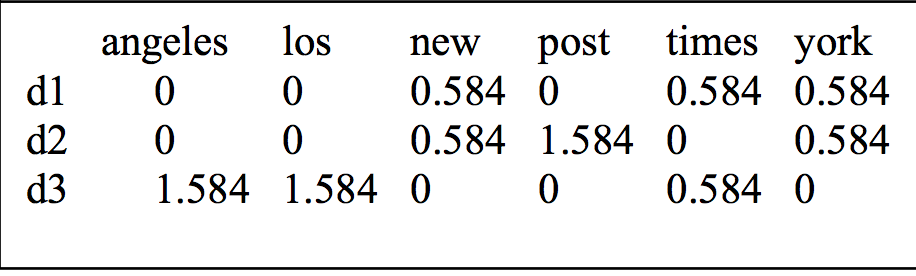 angeles los new post times york
d1 0 0 0.584 0 0.584 0.584
d2 0 0 0.584 1.584 0 0.584
d3 1.584 1.584 0 0 0.584 0